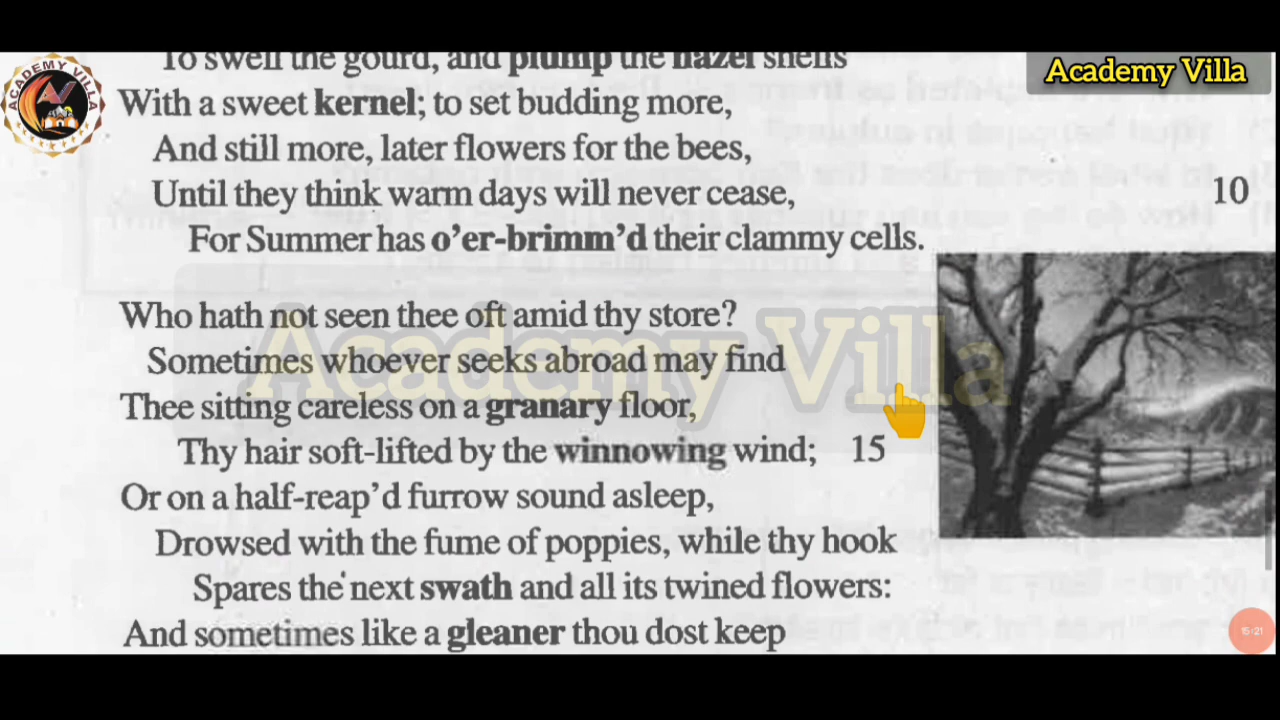 To swell the gourd, and plump the hazel shells
Academy Villa
ACADEMY VILLA
With a sweet kernel; to set budding more,
And still more, later flowers for the bees,
Until they think warm days will never cease, 10
For Summer has o’er-brimm’d their clammy cells.
Who hath not seen thee oft amid thy store?
Academy Villa
Sometimes whoever seeks abroad may find
Thee sitting careless on a granary floor,
Thy hair soft-lifted by the winnowing wind; 15
Or on a half-reap’d furrow sound asleep,
Drowsed with the fume of poppies, while thy hook
Spares the next swath and all its twined flowers:
And sometimes like a gleaner thou dost keep
15:21